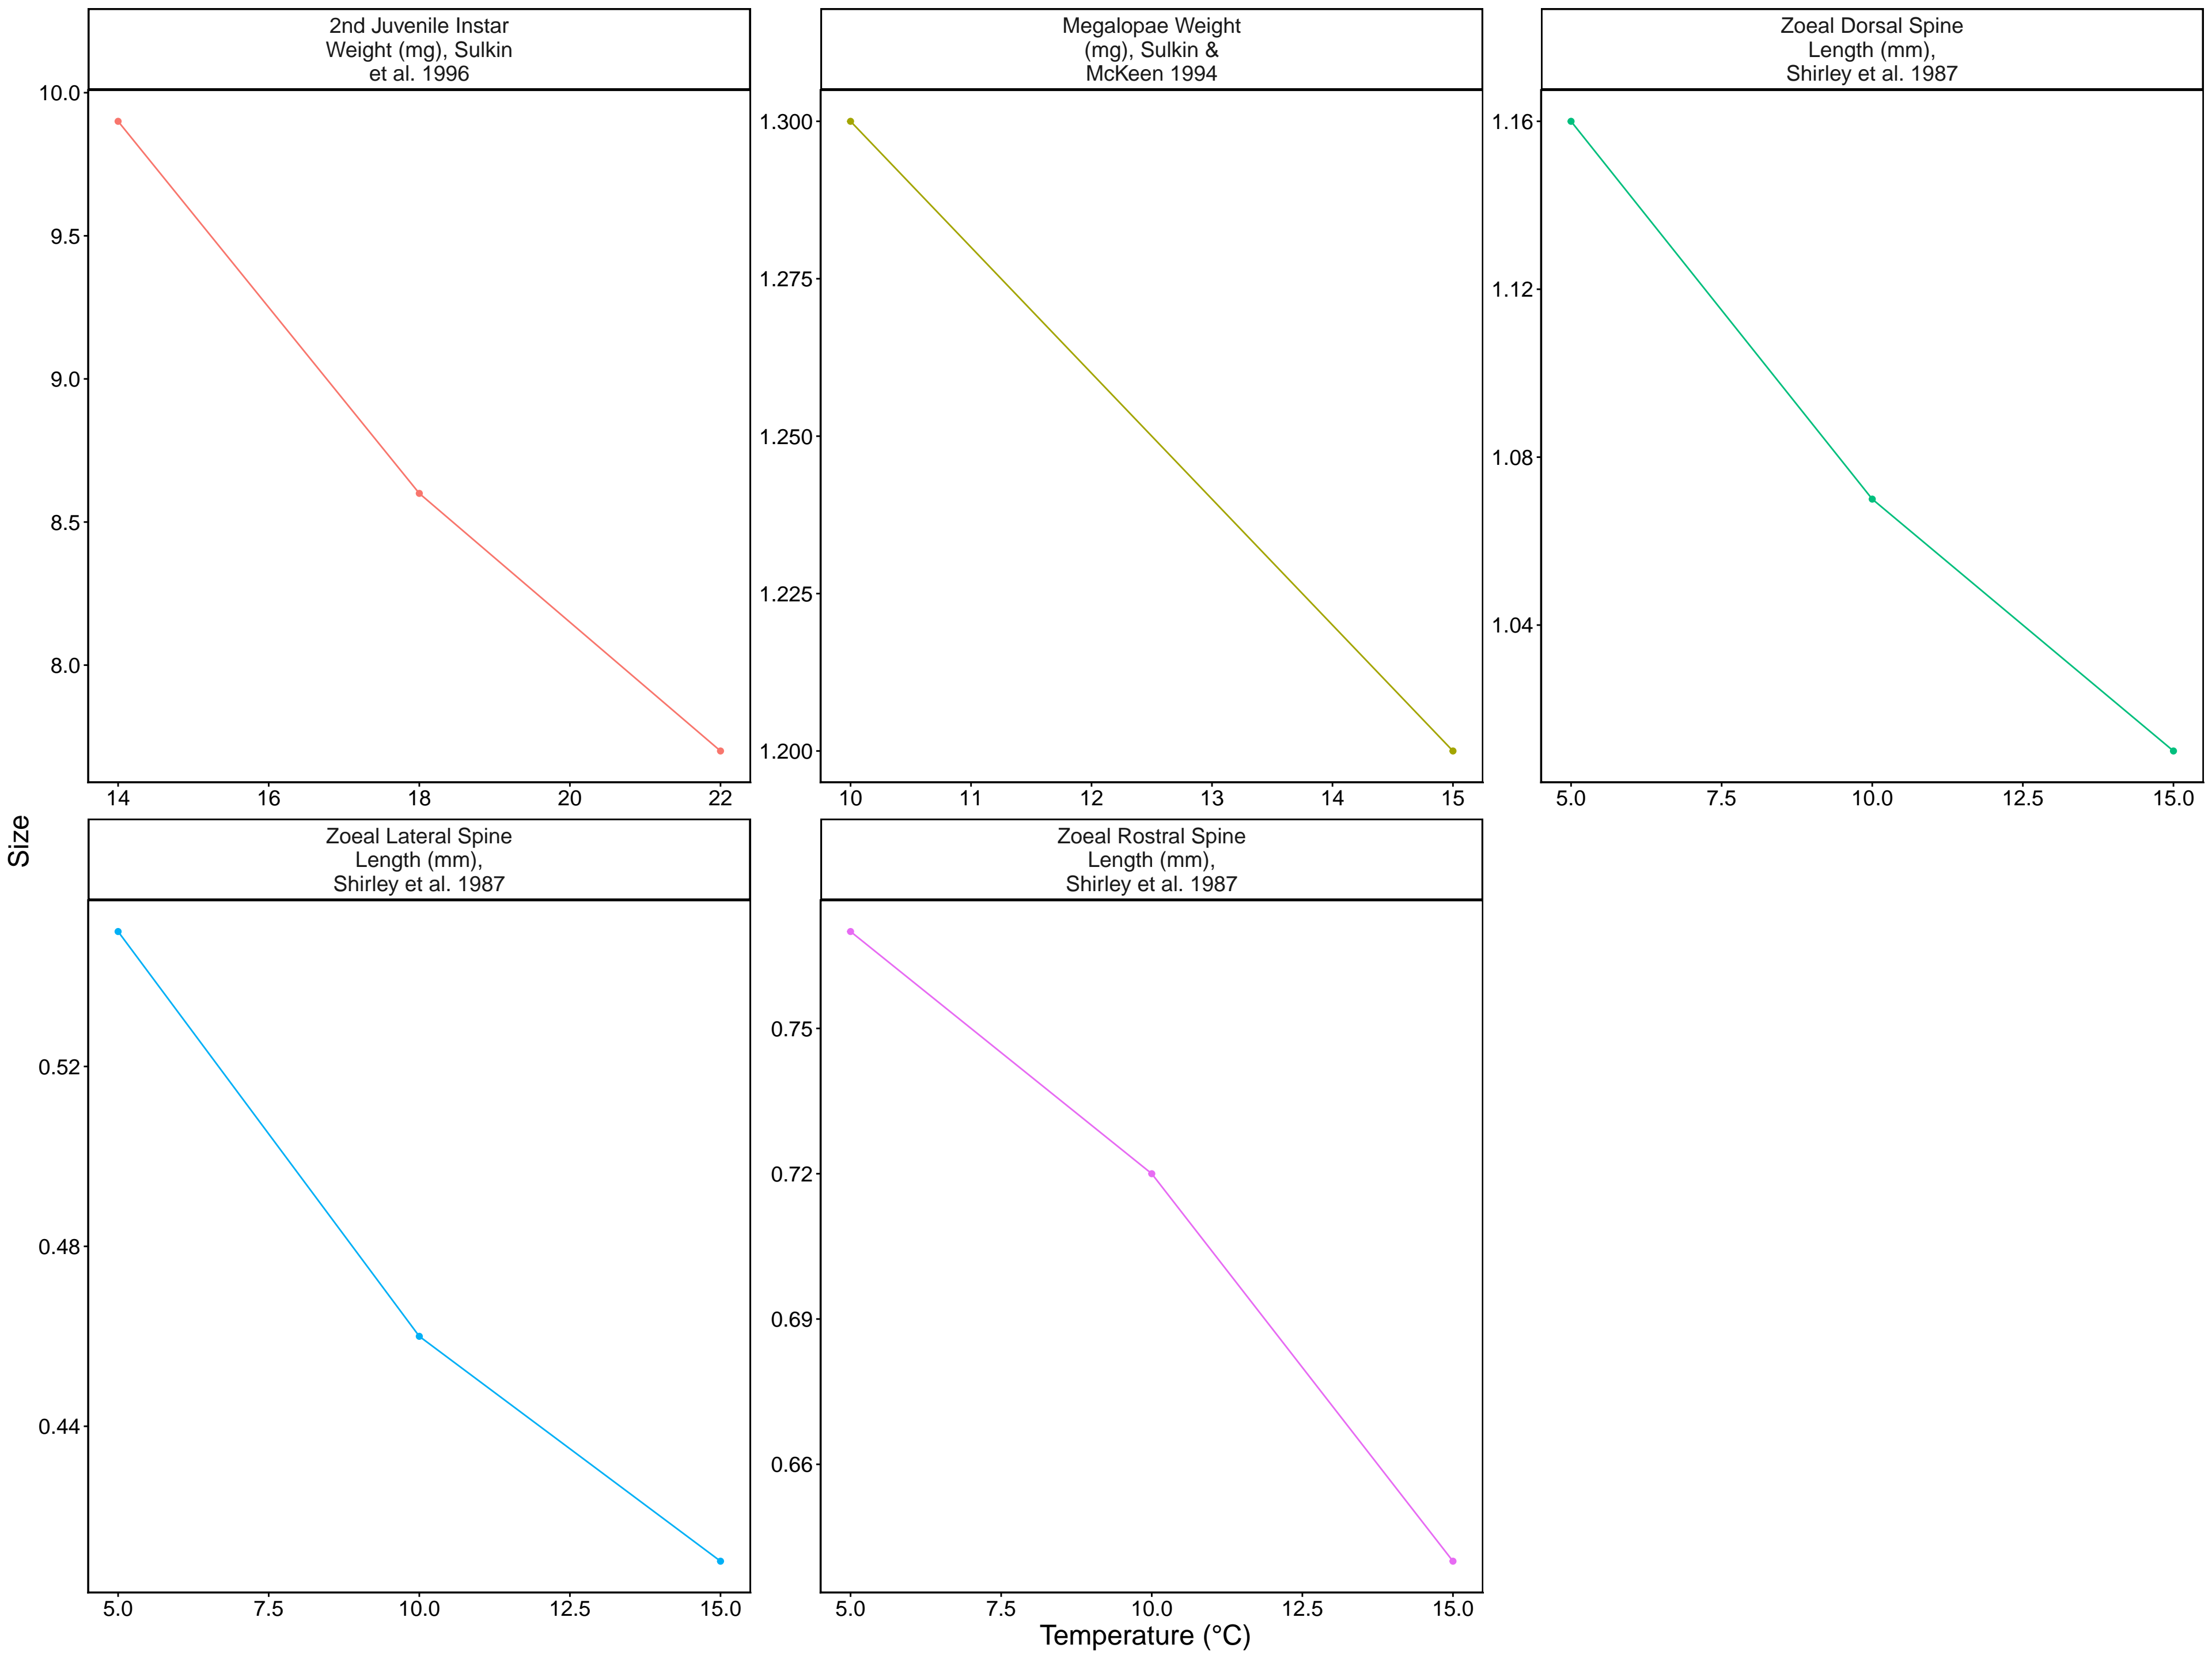 2nd Juvenile Instar
Weight (mg), Sulkin
et al. 1996
Megalopae Weight
(mg), Sulkin &
McKeen 1994
Zoeal Dorsal Spine
Length (mm),
Shirley et al. 1987
10.0
9.5
9.0
8.5
8.0
14 16 18 20 22
1.300
1.275
1.250
1.225
1.200
10 11 12 13 14 15
1.16
1.12
1.08
1.04
5.0 7.5 10.0 12.5 15.0
Size
Zoeal Lateral Spine
Length (mm),
Shirley et al. 1987
Zoeal Rostral Spine
Length (mm),
Shirley et al. 1987
0.52
0.48
0.44
5.0 7.5 10.0 12.5 15.0
0.75
0.72
0.69
0.66
5.0 7.5 10.0 12.5 15.0
Temperature (°C)